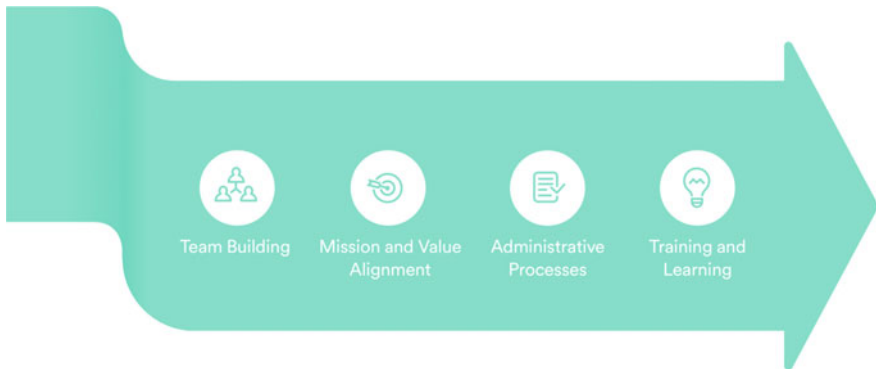 Team Building
Mission and Value
Alignment
Administrative
Processes
Training and
Learning